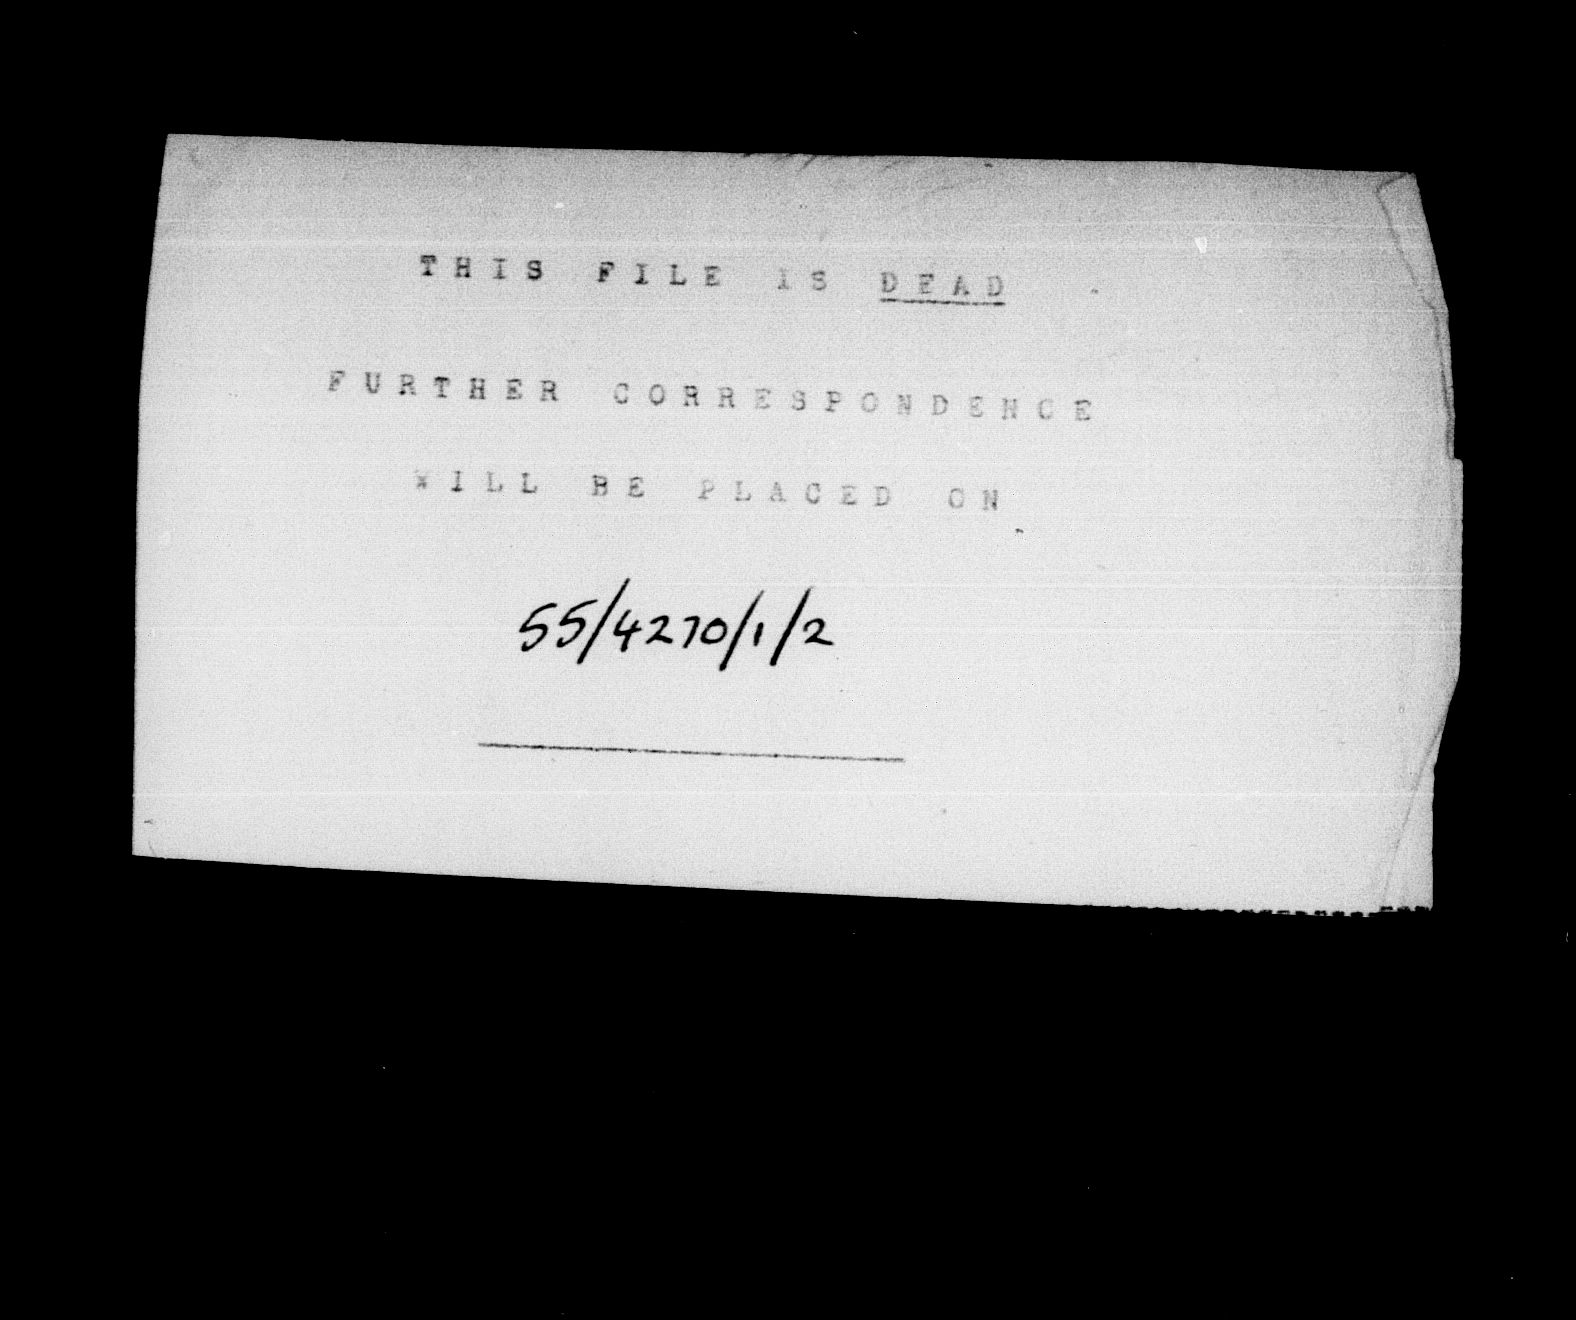 THIS FILE IS DEAD
FURTHER CORRESPONDENCE
WILL BE PLACED ON
55/4270/1/2